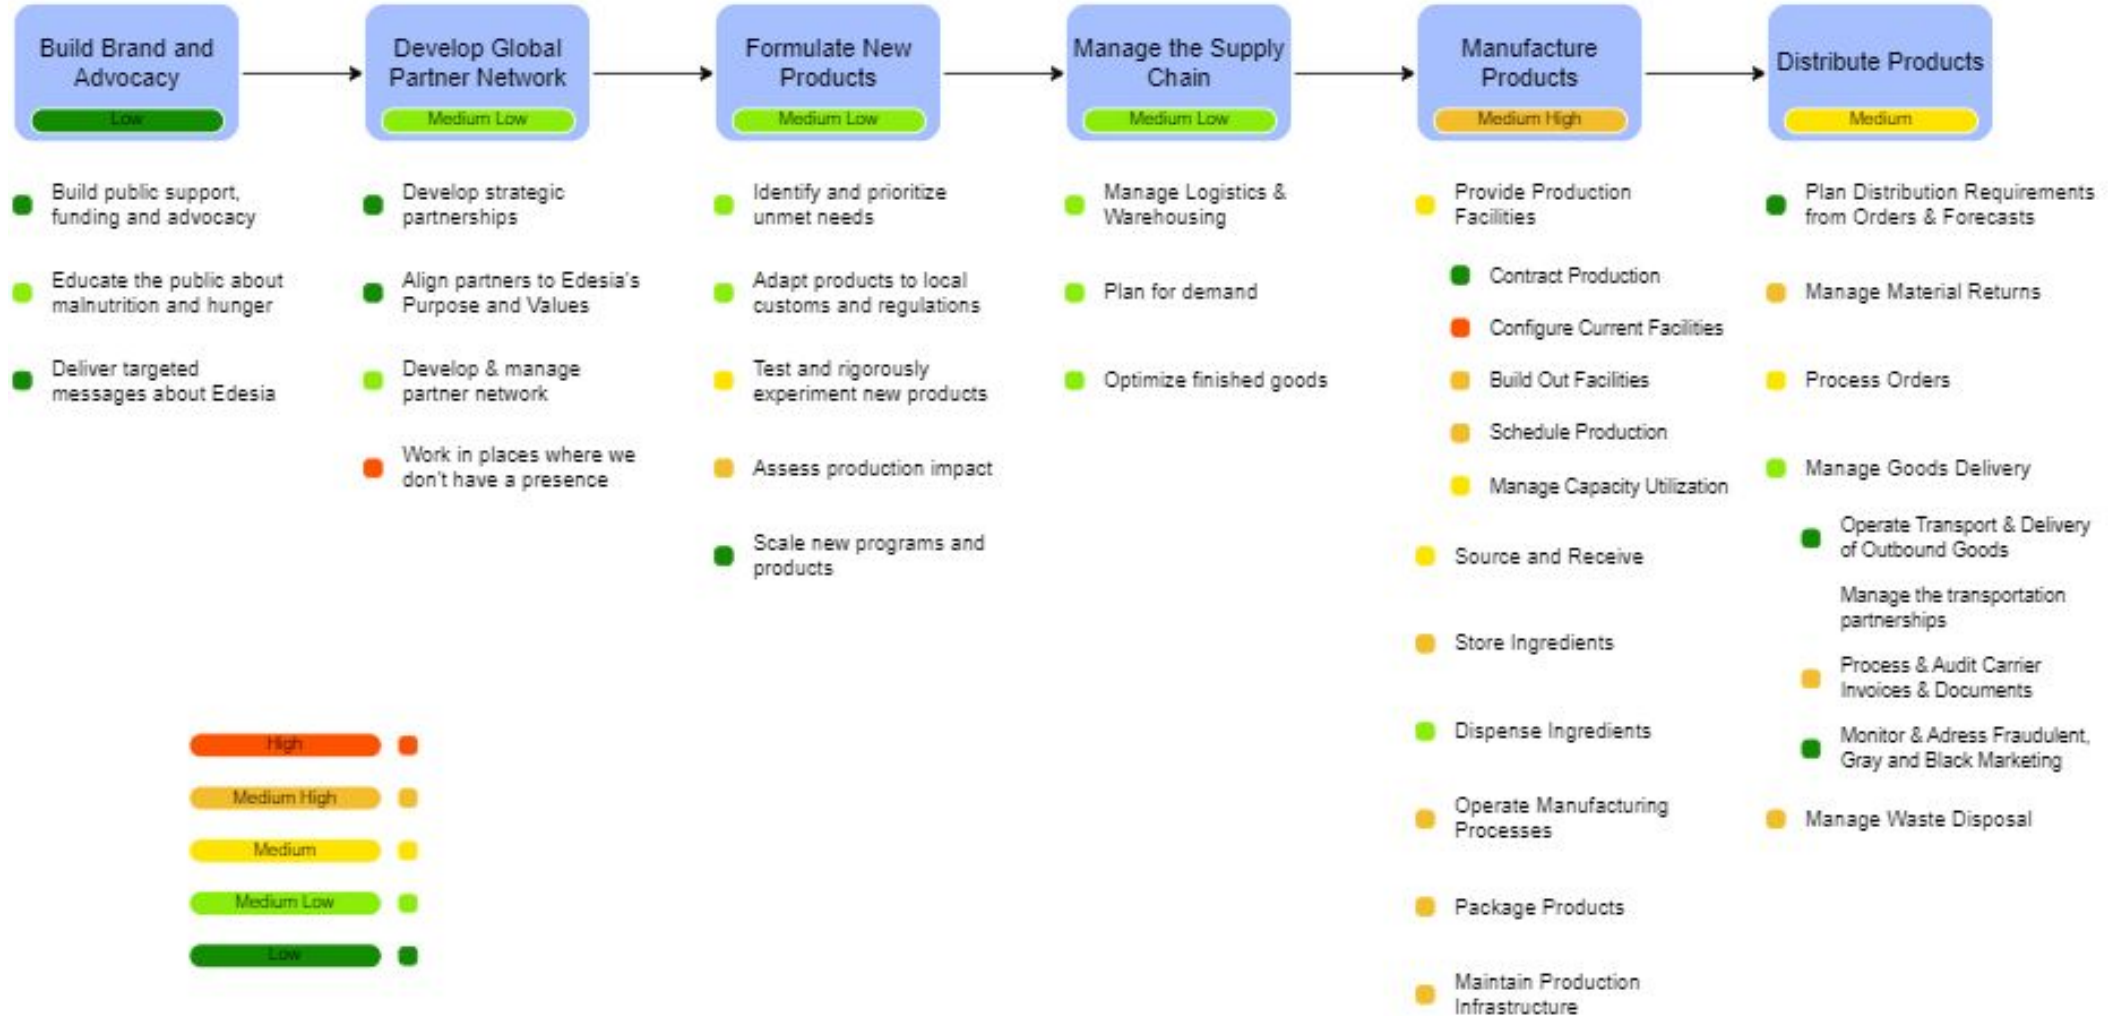 Build Brand and
Advocacy
Low
Develop Global
Partner Network
Medium Low
Formulate New
Products
Medium Low
Manage the Supply
Chain
Medium Low
Manufacture
Products
Medium High
Distribute Products
Medium
Build public support,
funding and advocacy
Educate the public about
malnutrition and hunger
Deliver targeted
messages about Edesia
Develop strategic
partnerships
Align partners to Edesia's
Purpose and Values
Develop & manage
partner network
Work in places where we
don't have a presence
Identify and prioritize
unmet needs
Adapt products to local
customs and regulations
Test and rigorously
experiment new products
Assess production impact
Scale new programs and
products
Manage Logistics &
Warehousing
Plan for demand
Optimize finished goods
Provide Production
Facilities
Contract Production
Configure Current Facilities
Build Out Facilities
Schedule Production
Manage Capacity Utilization
Source and Receive
Store Ingredients
Dispense Ingredients
Operate Manufacturing
Processes
Package Products
Maintain Production
Infrastructure
Plan Distribution Requirements
from Orders & Forecasts
Manage Material Returns
Process Orders
Manage Goods Delivery
Operate Transport & Delivery
of Outbound Goods
Manage the transportation
partnerships
Process & Audit Carrier
Invoices & Documents
Monitor & Adress Fraudulent,
Gray and Black Marketing
Manage Waste Disposal
High
Medium High
Medium
Medium Low
Low